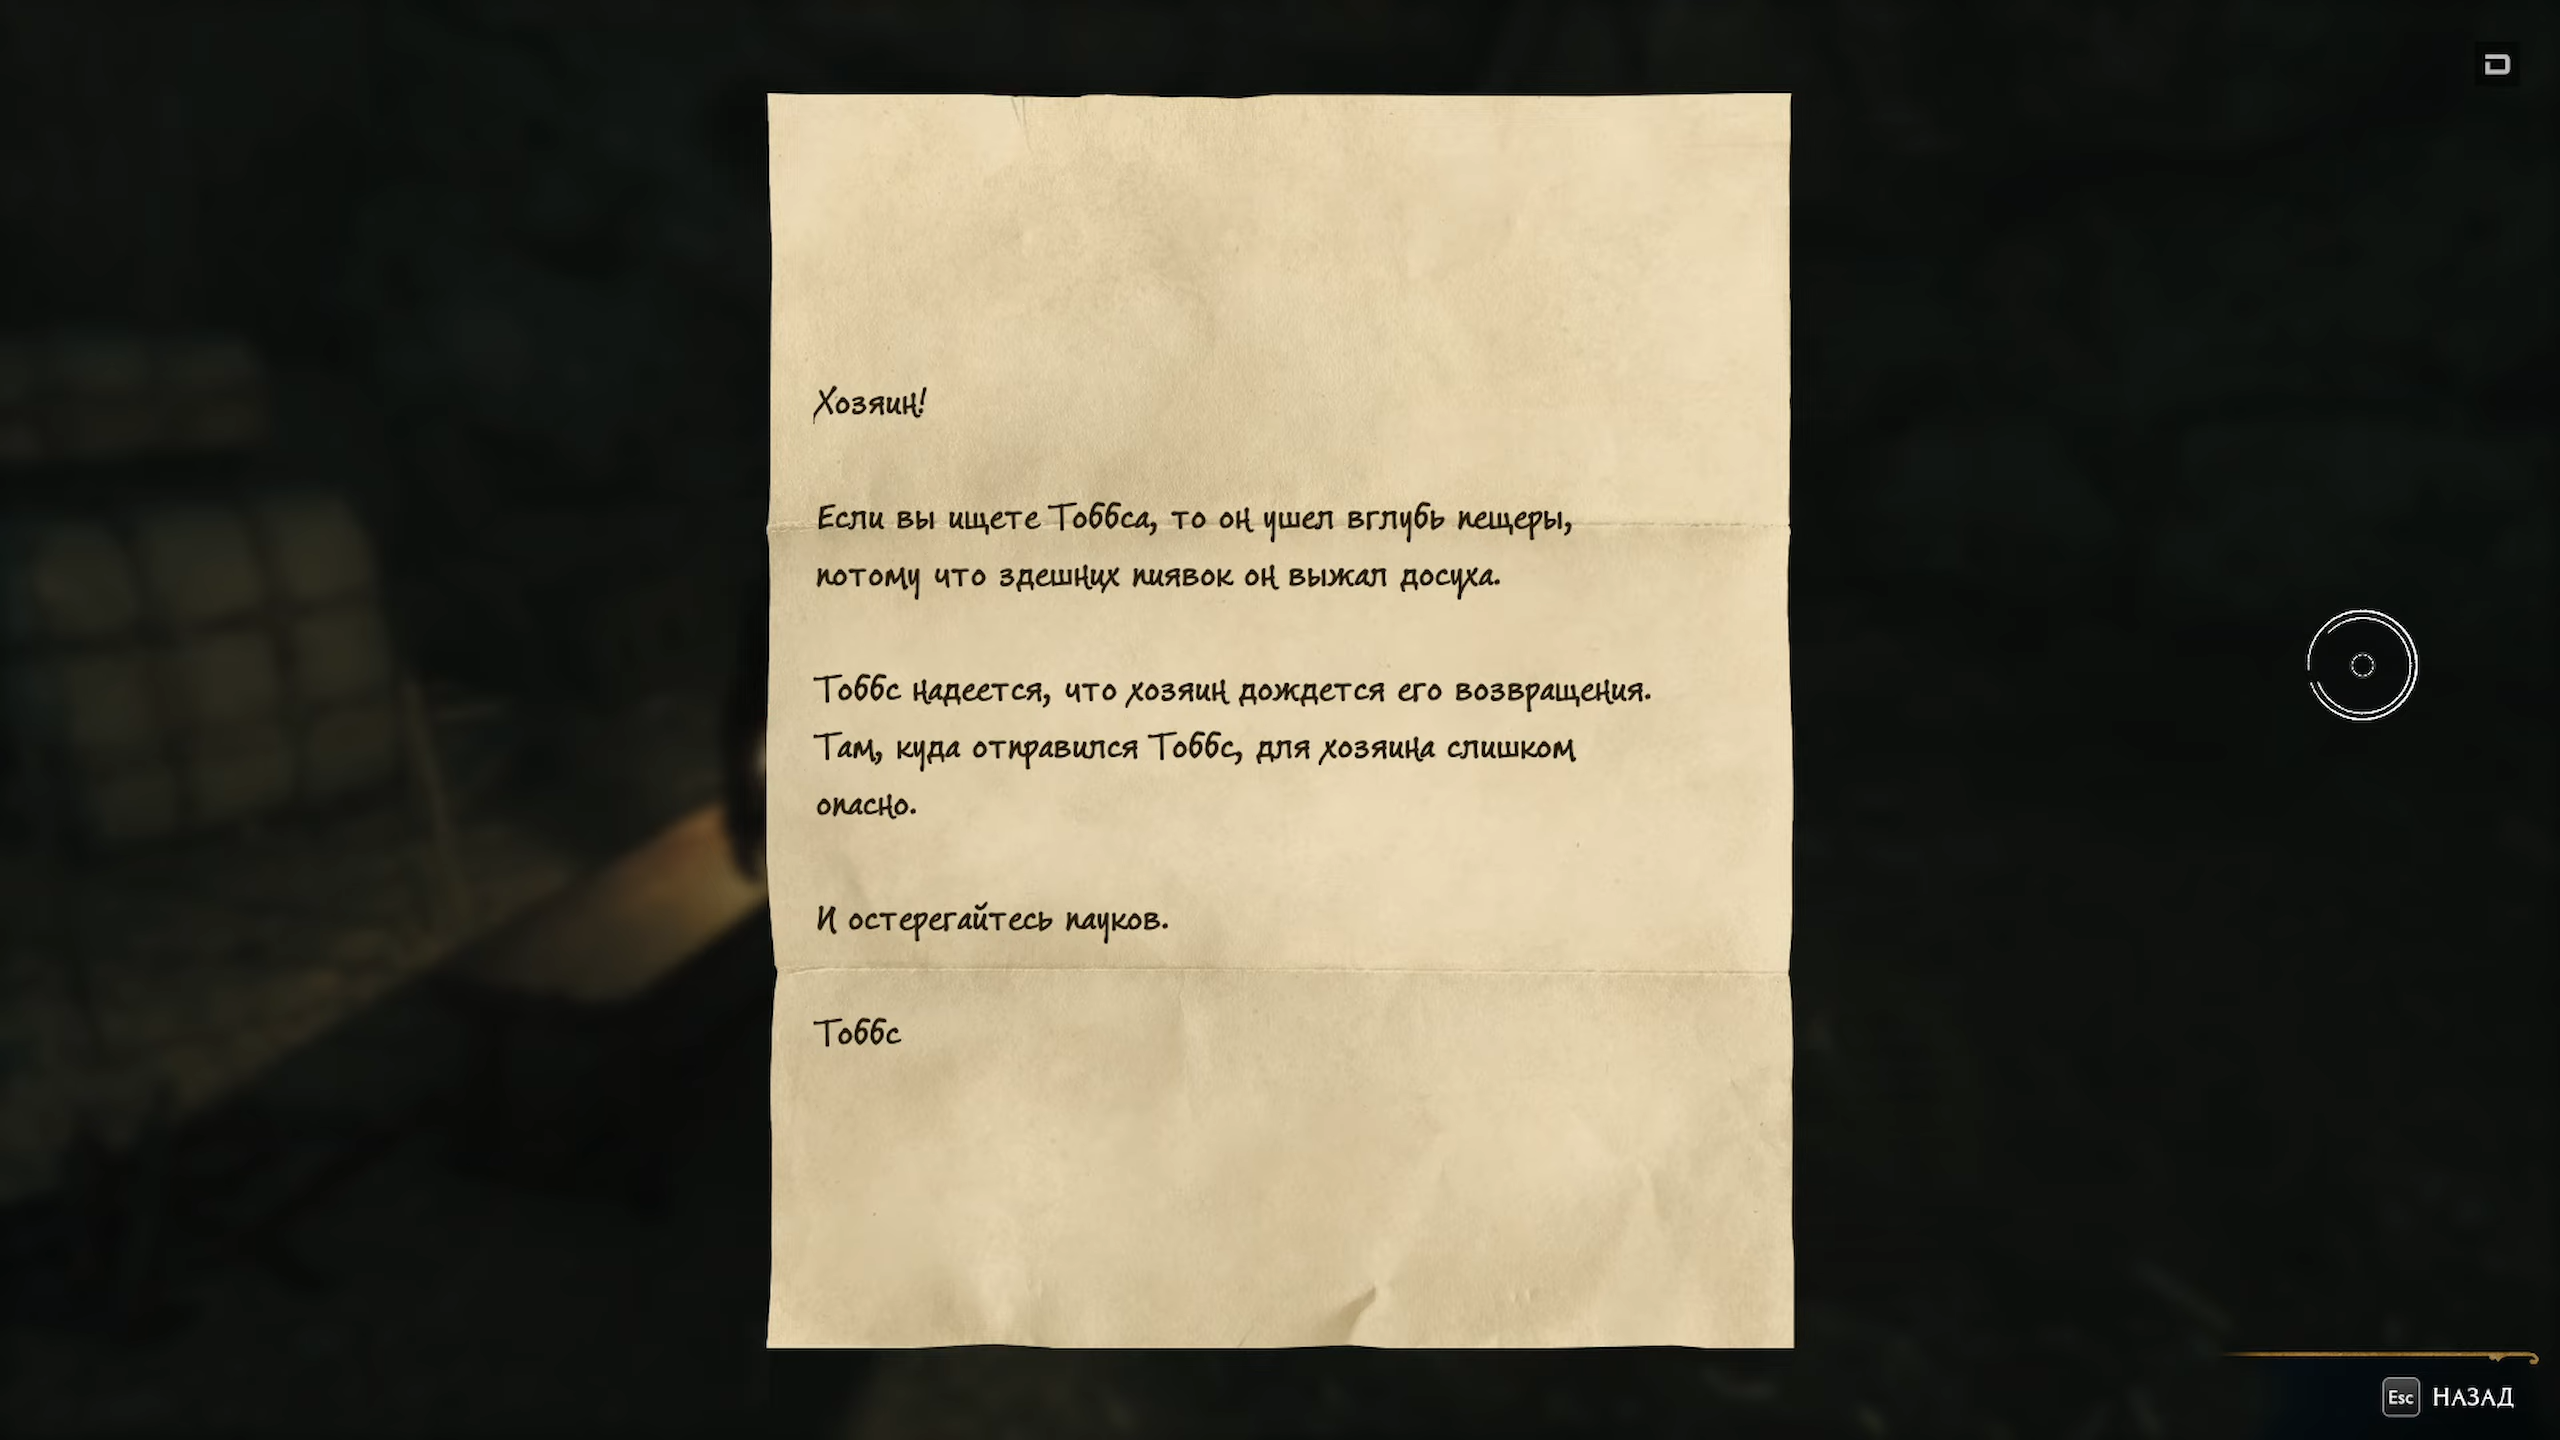 Хозяин!
Если вы ищете Тоббса, то он ушел вглубь пещеры,
потому что здешних пиявок он выжал досуха.
Тоббс надеется, что хозяин дождется его возвращения.
Там, куда отправился Тоббс, для хозяина слишком
опасно.
И остерегайтесь пауков.
Тоббс
Esc НАЗАД